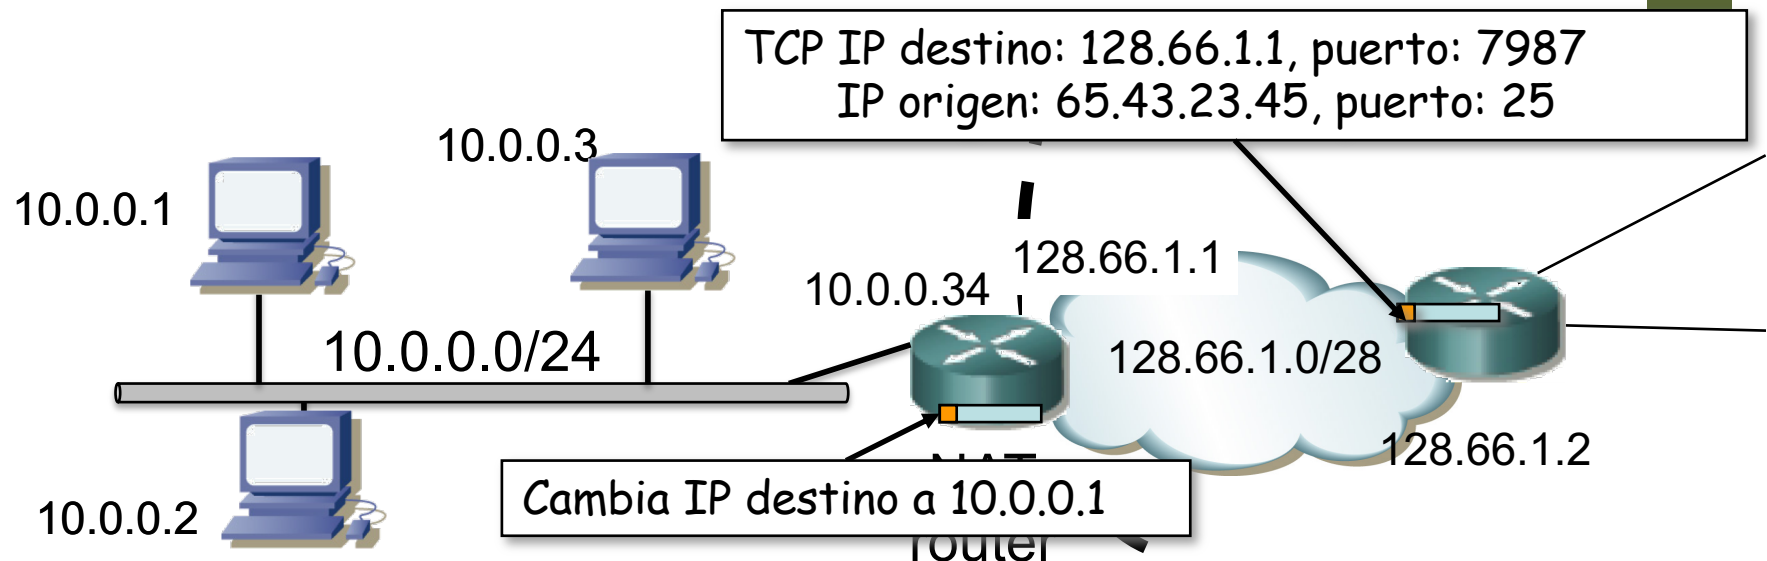 TCP IP destino: 128.66.1.1, puerto: 7987
IP origen: 65.43.23.45, puerto: 25
10.0.0.3
10.0.0.1
128.66.1.1
10.0.0.34
10.0.0.0/24
128.66.1.0/28
128.66.1.2
NAT
Cambia IP destino a 10.0.0.1
10.0.0.2
router